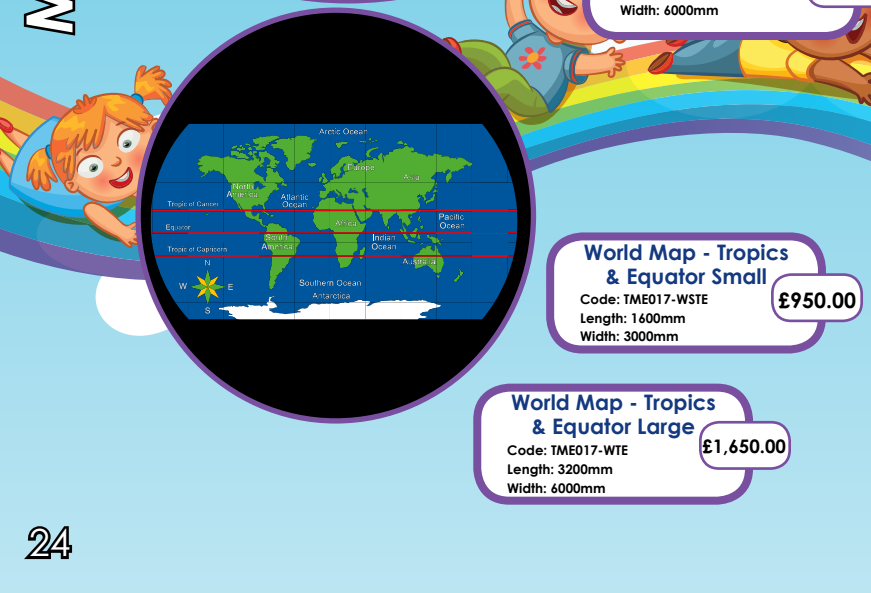 M
Width: 6000mm
Arctic Ocean
Europe
Asia
North
America
Atlantic
Ocean
Tropic of Cancer
Pacific
Ocean
Africa
Equator
South
America
Indian
Ocean
Tropic of Capricorn
Australia
N
W
E
S
Southern Ocean
Antarctica
World Map - Tropics
& Equator Small
Code: TME017-WSTE
Length: 1600mm
Width: 3000mm
£950.00
World Map - Tropics
& Equator Large
Code: TME017-WTE
Length: 3200mm
Width: 6000mm
£1,650.00
24